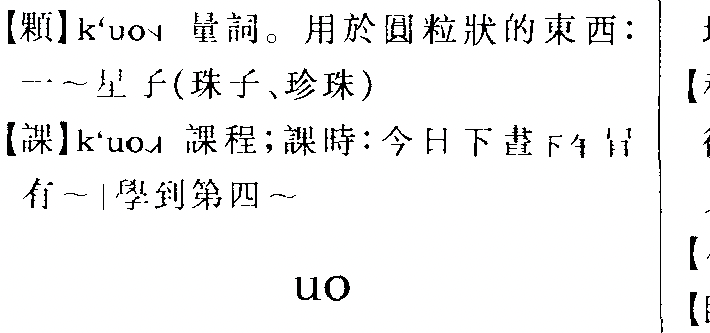 【顆】k‘uo˨ 量詞。用於圓粒狀的東西:
一~星子(珠子、珍珠)
【課】k‘uo 課程;課時:今日下晝下午冇
有~|學到第四~
uo